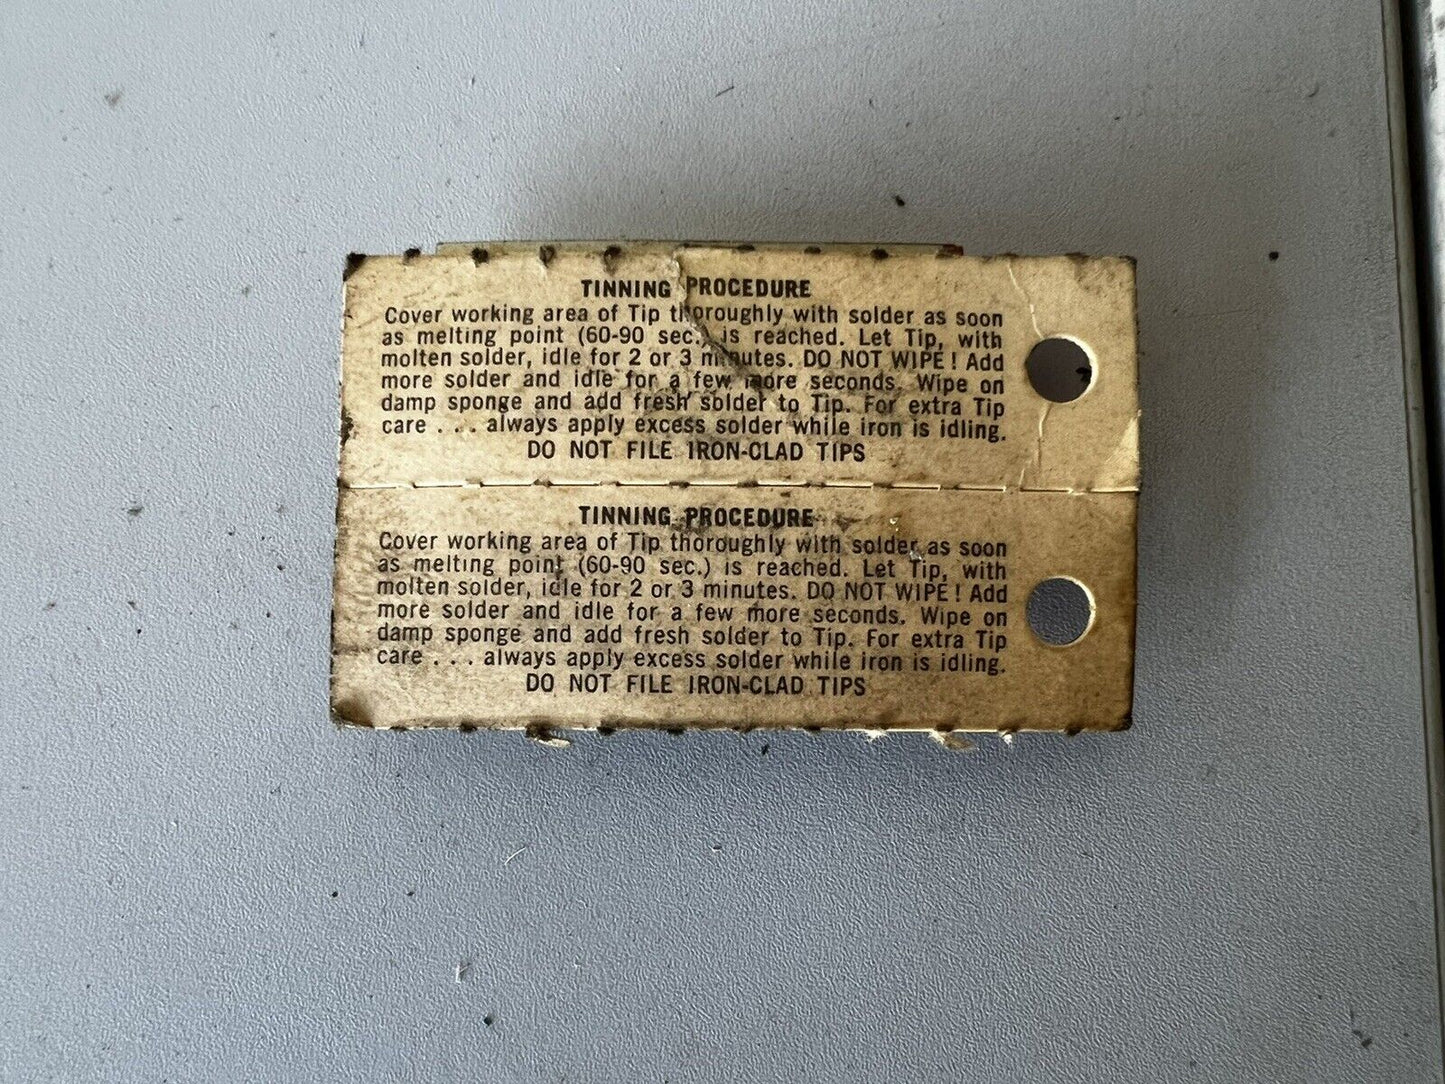 TINNING PROCEDURE
Cover working area of Tip thoroughly with solder as soon
as melting point (60-90 sec.) is reached. Let Tip, with
molten solder, idle for 2 or 3 minutes. DO NOT WIPE! Add
more solder and idle for a few more seconds. Wipe on
damp sponge and add fresh solder to Tip. For extra Tip
care . . . always apply excess solder while iron is idling.
DO NOT FILE IRON-CLAD TIPS
TINNING PROCEDURE
Cover working area of Tip thoroughly with solder as soon
as melting point (60-90 sec.) is reached. Let Tip, with
molten solder, idle for 2 or 3 minutes. DO NOT WIPE! Add
more solder and idle for a few more seconds. Wipe on
damp sponge and add fresh solder to Tip. For extra Tip
care . . . always apply excess solder while iron is idling.
DO NOT FILE IRON-CLAD TIPS